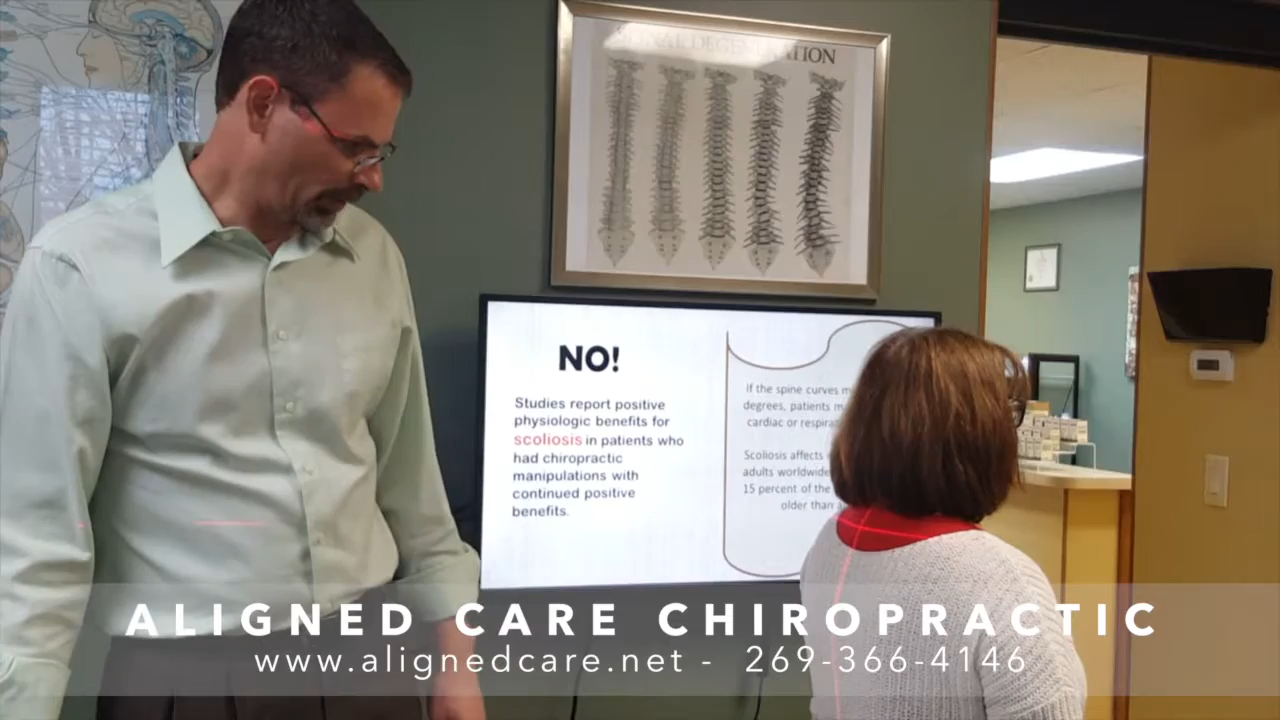 DEGENERATION
NO!
Studies report positive
physiologic benefits for
scoliosis in patients who
had chiropractic
manipulations with
continued positive
benefits.
If the spine curves
degrees, patients
cardiac or
Scoliosis affects
adults worldwide
15 percent of the
older than
ALIGNED CARE CHIROPRACTIC
www.alignedcare.net - 269-366-4146